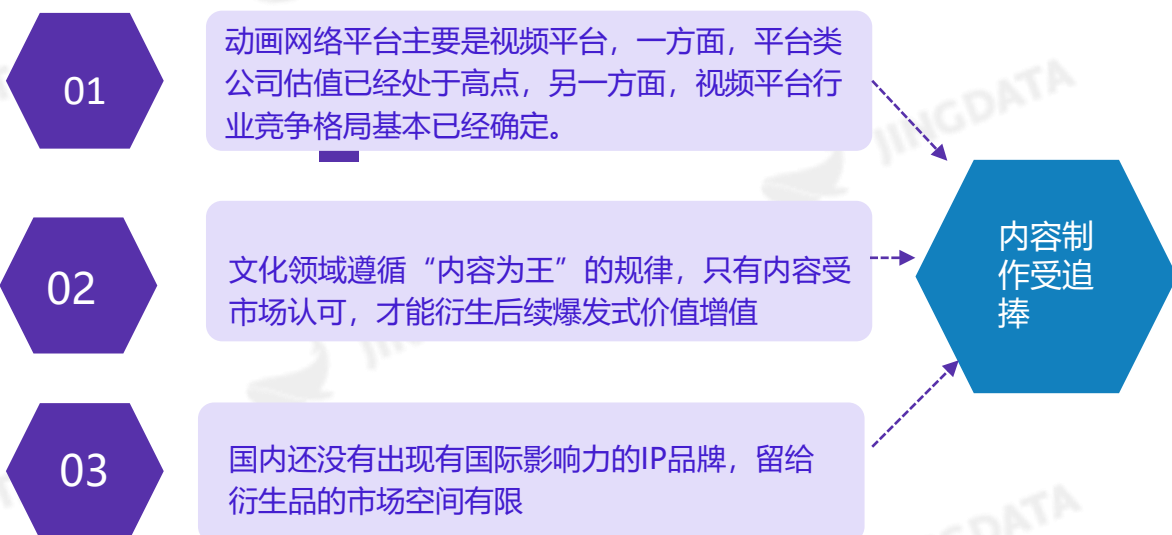 01
动画网络平台主要是视频平台，一方面，平台类
公司估值已经处于高点，另一方面，视频平台行
业竞争格局基本已经确定。
JINGDATA
02
文化领域遵循“内容为王”的规律，只有内容受
市场认可，才能衍生后续爆发式价值增值
内容制
作受追
捧
03
国内还没有出现有国际影响力的IP品牌，留给
衍生品的市场空间有限